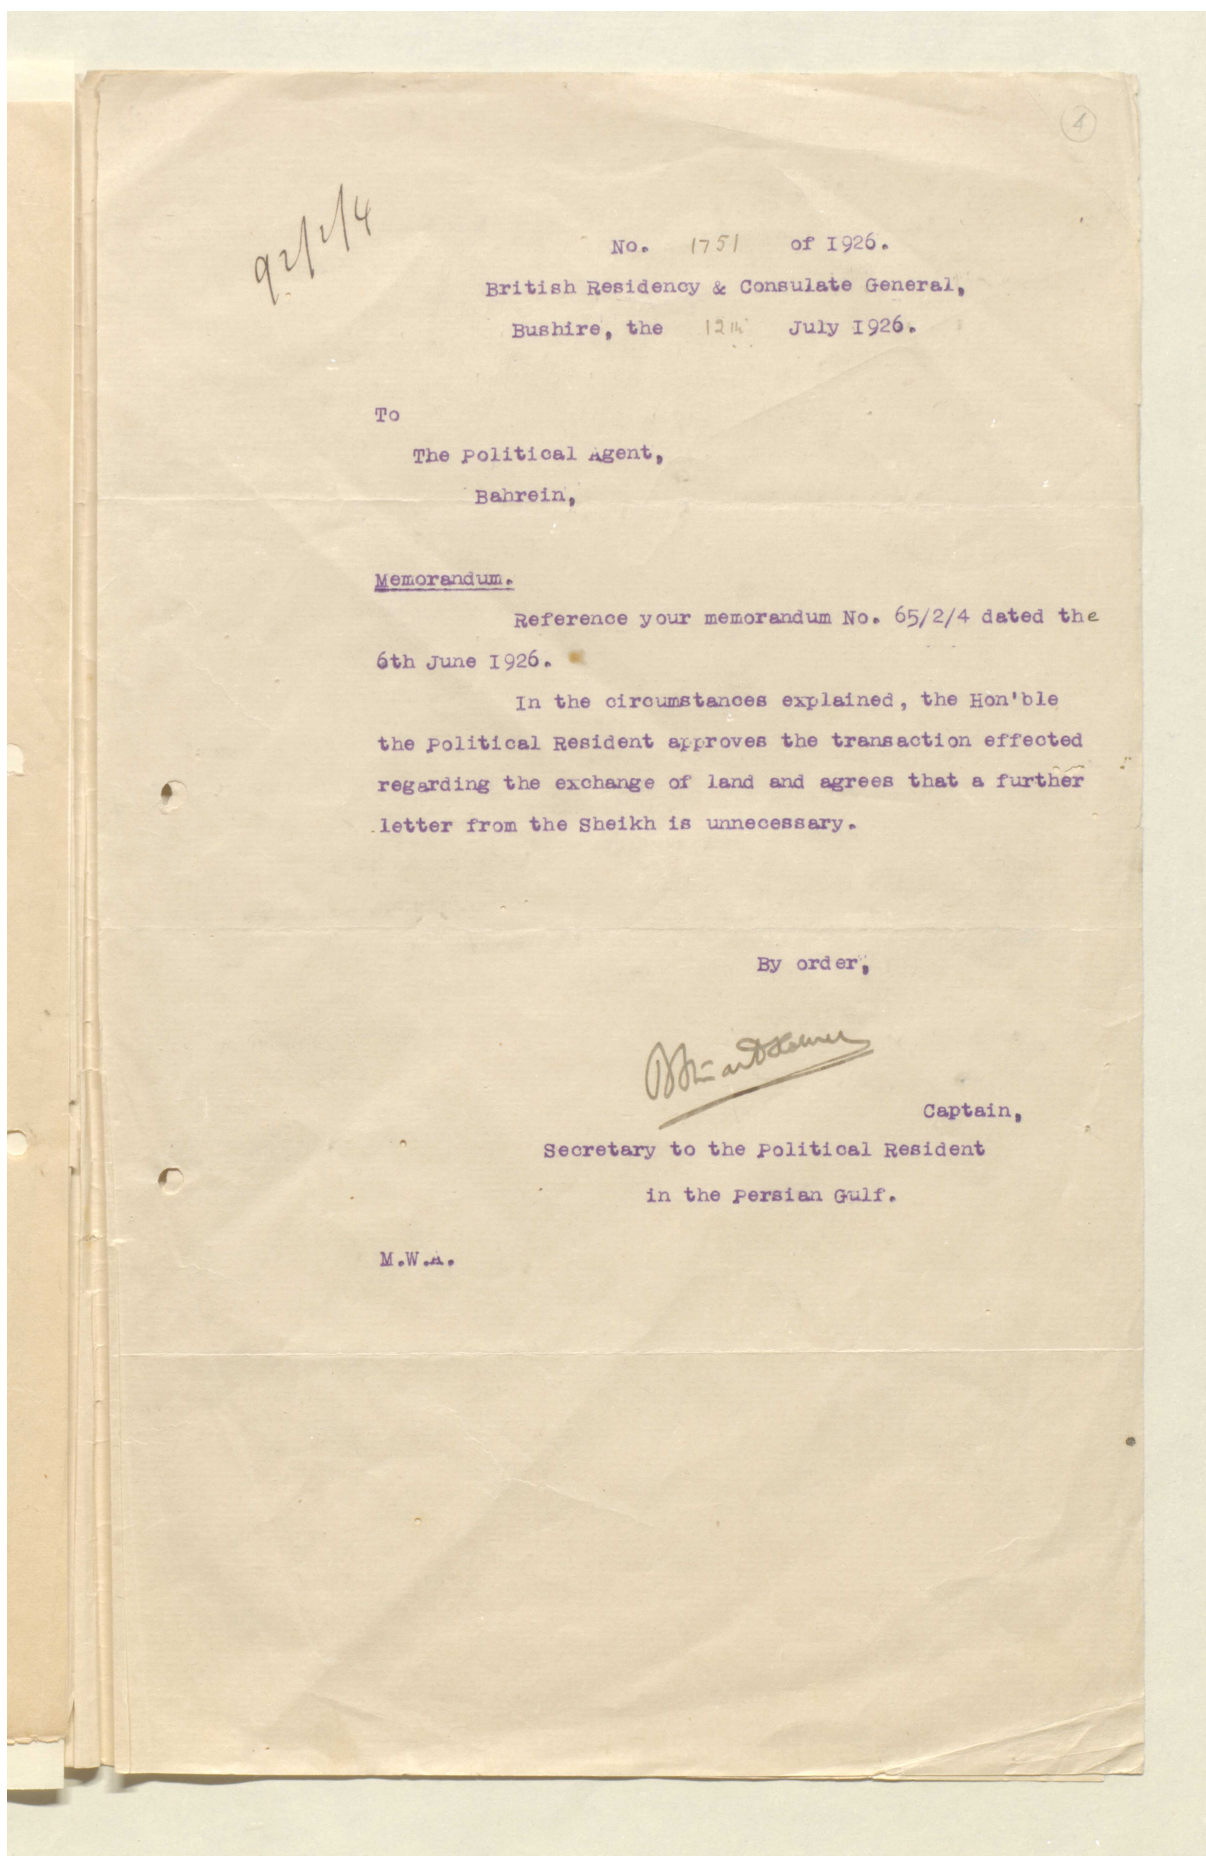 4
92/2/4
No. 1751 of 1926.
British Residency & Consulate General,
Bushire, the 12th July 1926.
To
The Political Agent,
Bahrein,
Memorandum.
Reference your memorandum No. 65/2/4 dated the
6th June 1926.
In the circumstances explained, the Hon'ble
the Political Resident approves the transaction effected
regarding the exchange of land and agrees that a further
letter from the Sheikh is unnecessary.
By order,
Captain,
Secretary to the Political Resident
in the Persian Gulf.
M.W.A.